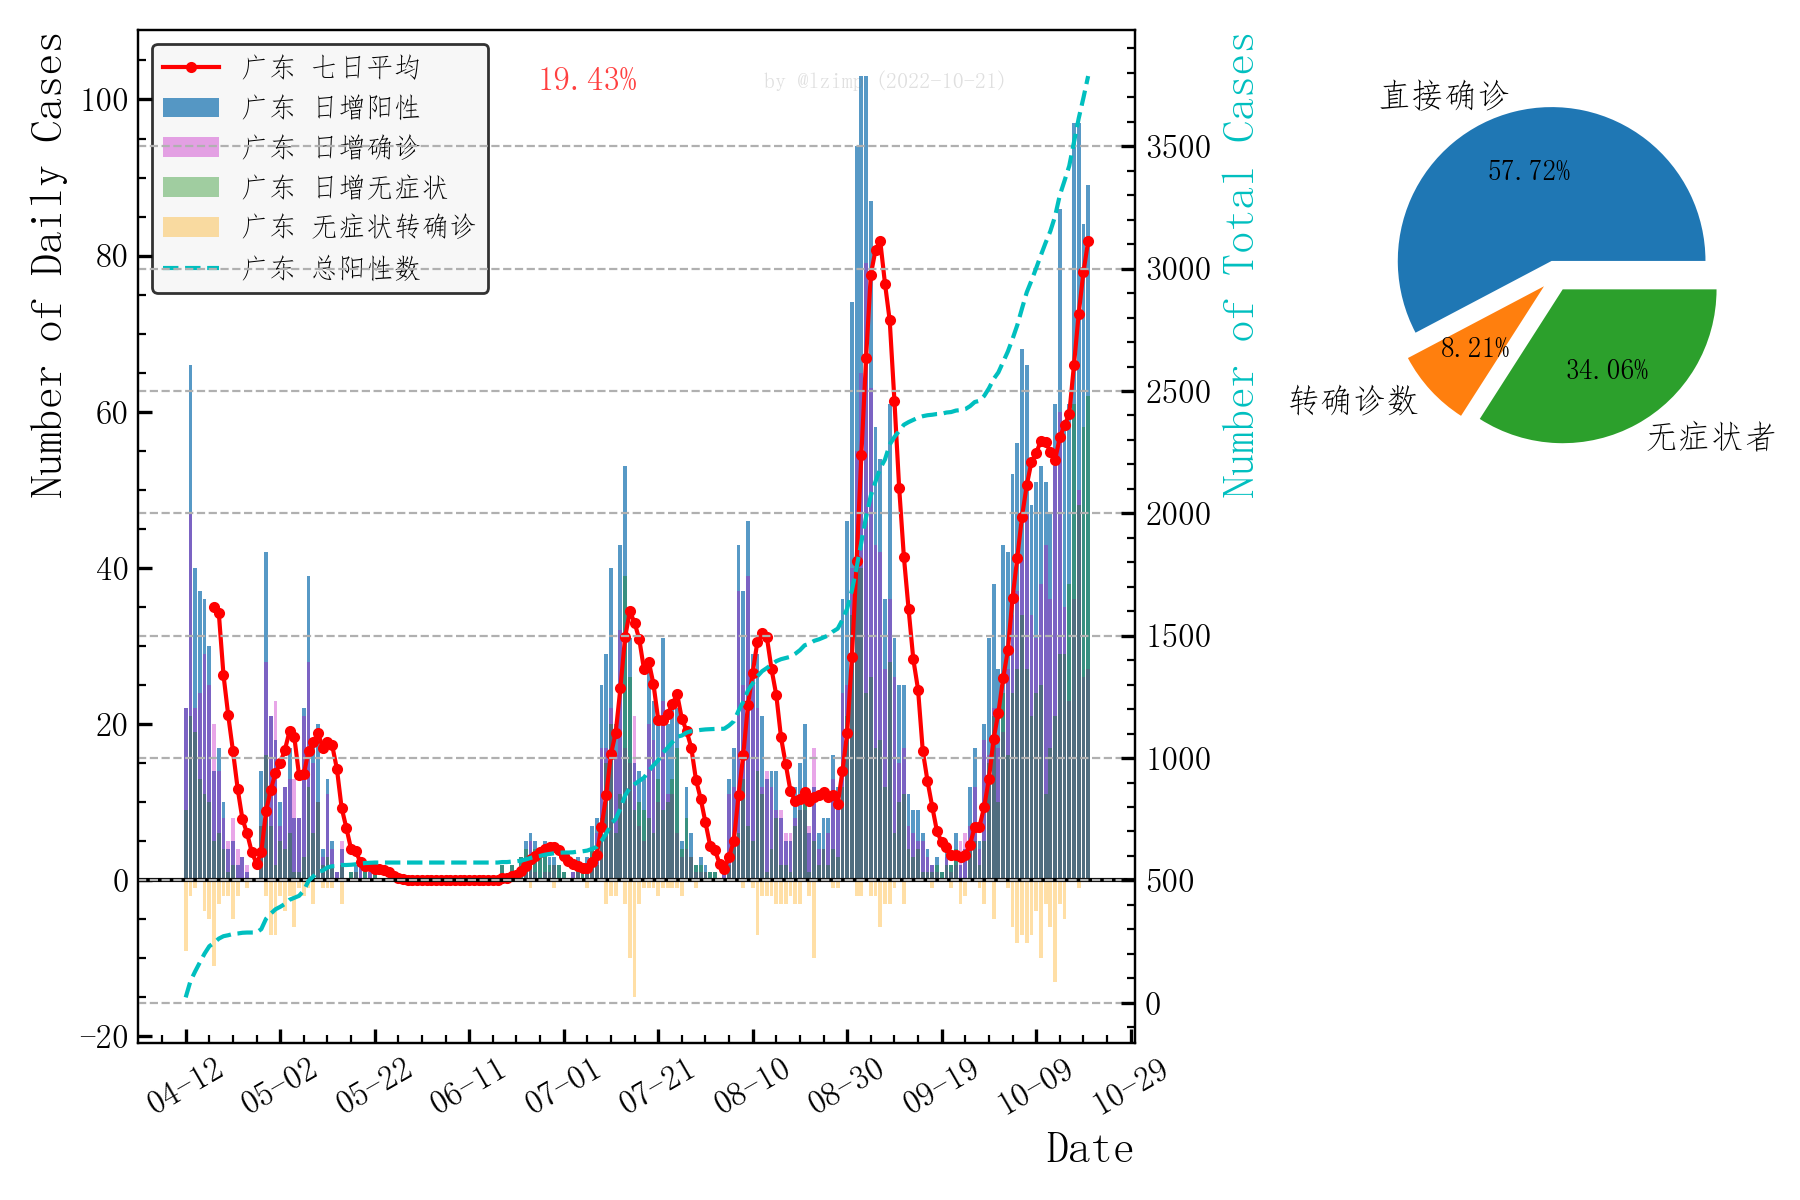 Number of Daily Cases
100
80
60
40
20
0
−20
广东 七日平均
广东 日增阳性
广东 日增确诊
广东 日增无症状
广东 无症状转确诊
广东 总阳性数
19.43%
by @lzimp (2022-10-21)
3500
3000
2500
2000
1500
1000
500
0
Number of Total Cases
04−12
05−02
05−22
06−11
07−01
07−21
08−10
08−30
09−19
10−09
10−29
Date
直接确诊
57.72%
8.21%
转确诊数
34.06%
无症状者